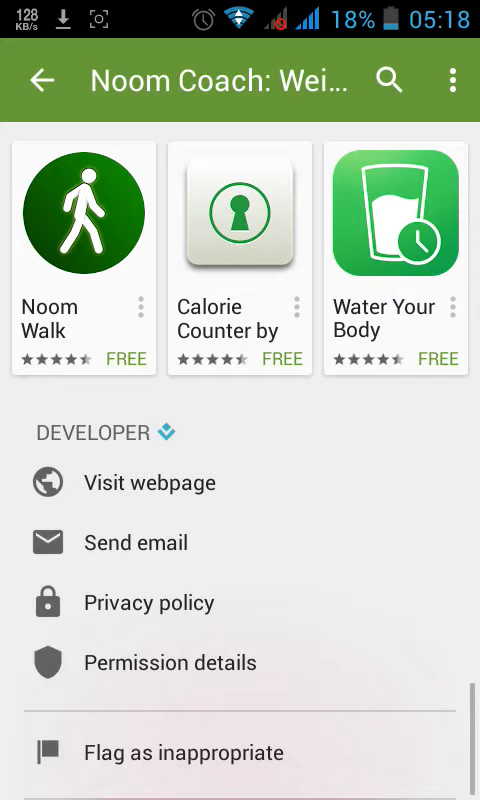 128
KB/s
18%
05:18
Noom Coach: Wei...
Noom
Walk
FREE
Calorie
Counter by
FREE
Water Your
Body
FREE
DEVELOPER
Visit webpage
Send email
Privacy policy
Permission details
Flag as inappropriate